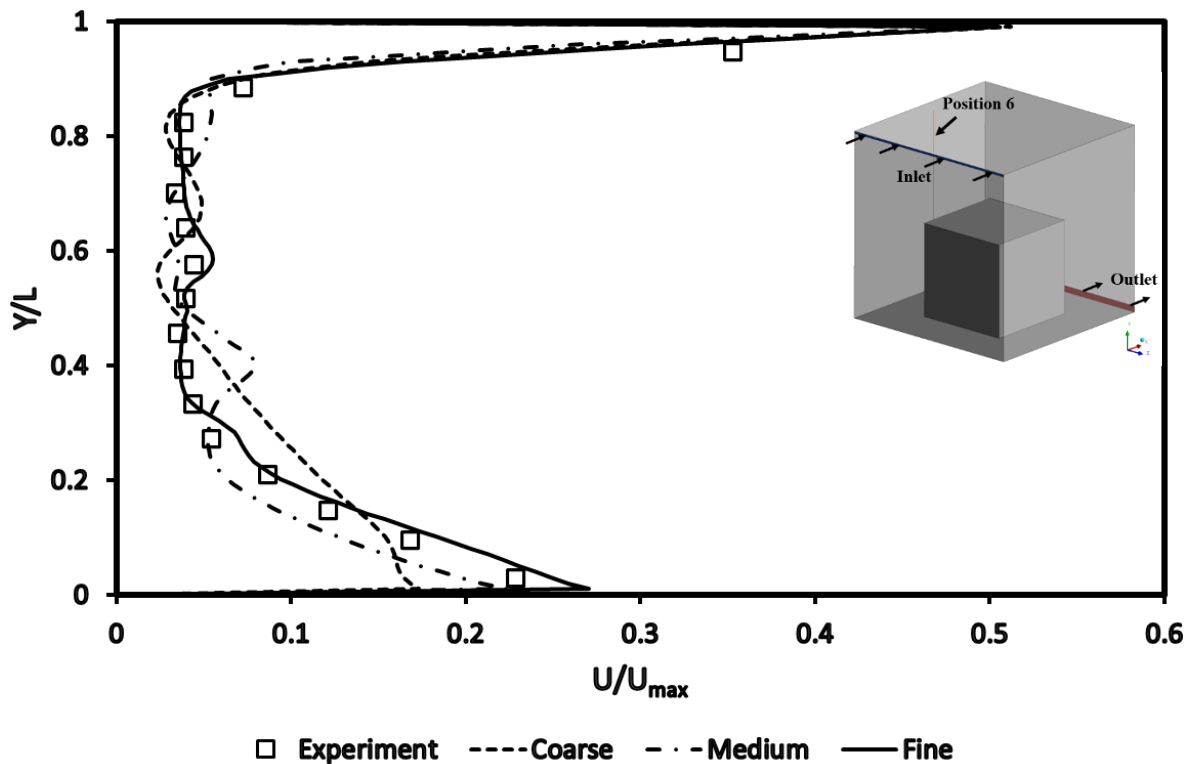 1
0.8
0.6
0.4
0.2
0
Y/L
Position 6
Inlet
Outlet
0 0.1 0.2 0.3 0.4 0.5 0.6
U/Umax
Experiment Coarse Medium Fine